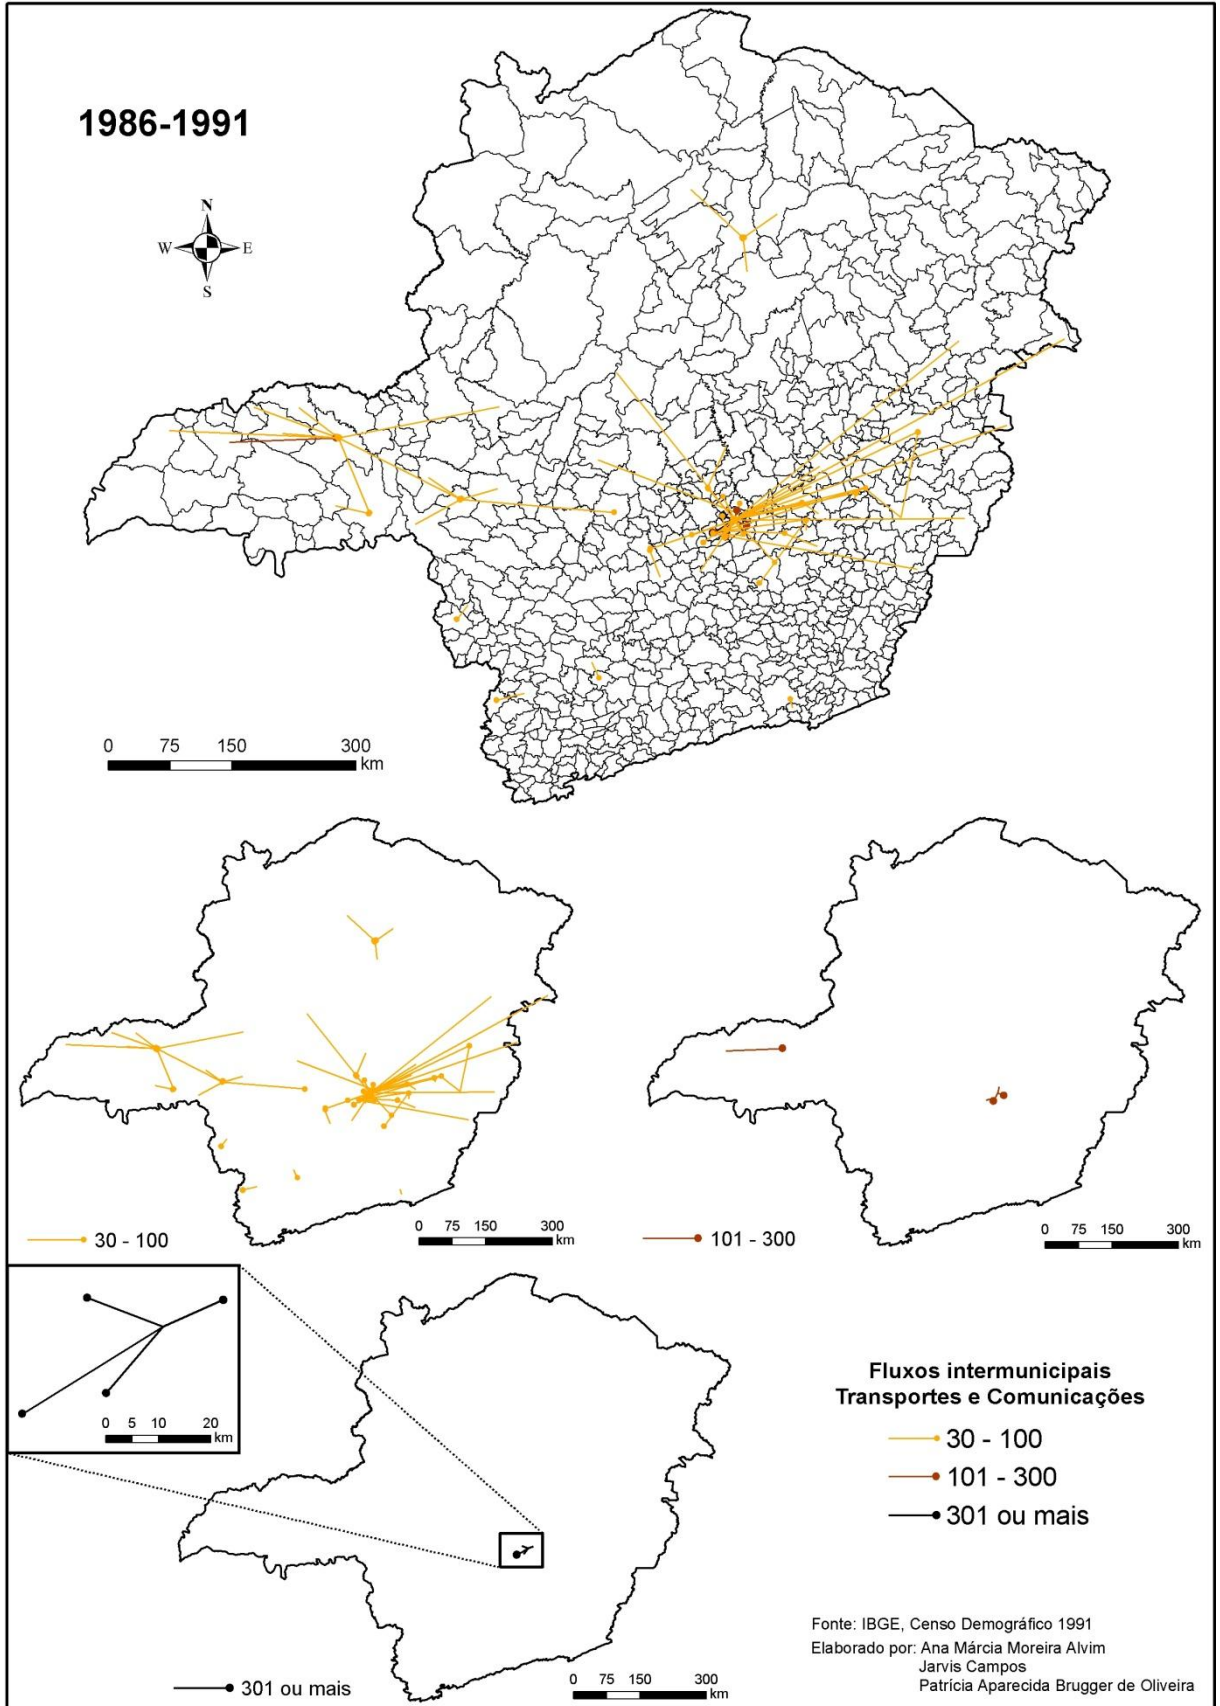 1986-1991
N
W E
S
0 75 150 300
km
30 - 100
0 75 150 300
km
101 - 300
0 75 150 300
km
0 5 10 20
km
Fluxos intermunicipais
Transportes e Comunicações
30 - 100
101 - 300
301 ou mais
301 ou mais
0 75 150 300
km
Fonte: IBGE, Censo Demográfico 1991
Elaborado por: Ana Márcia Moreira Alvim
Jarvis Campos
Patrícia Aparecida Brugger de Oliveira